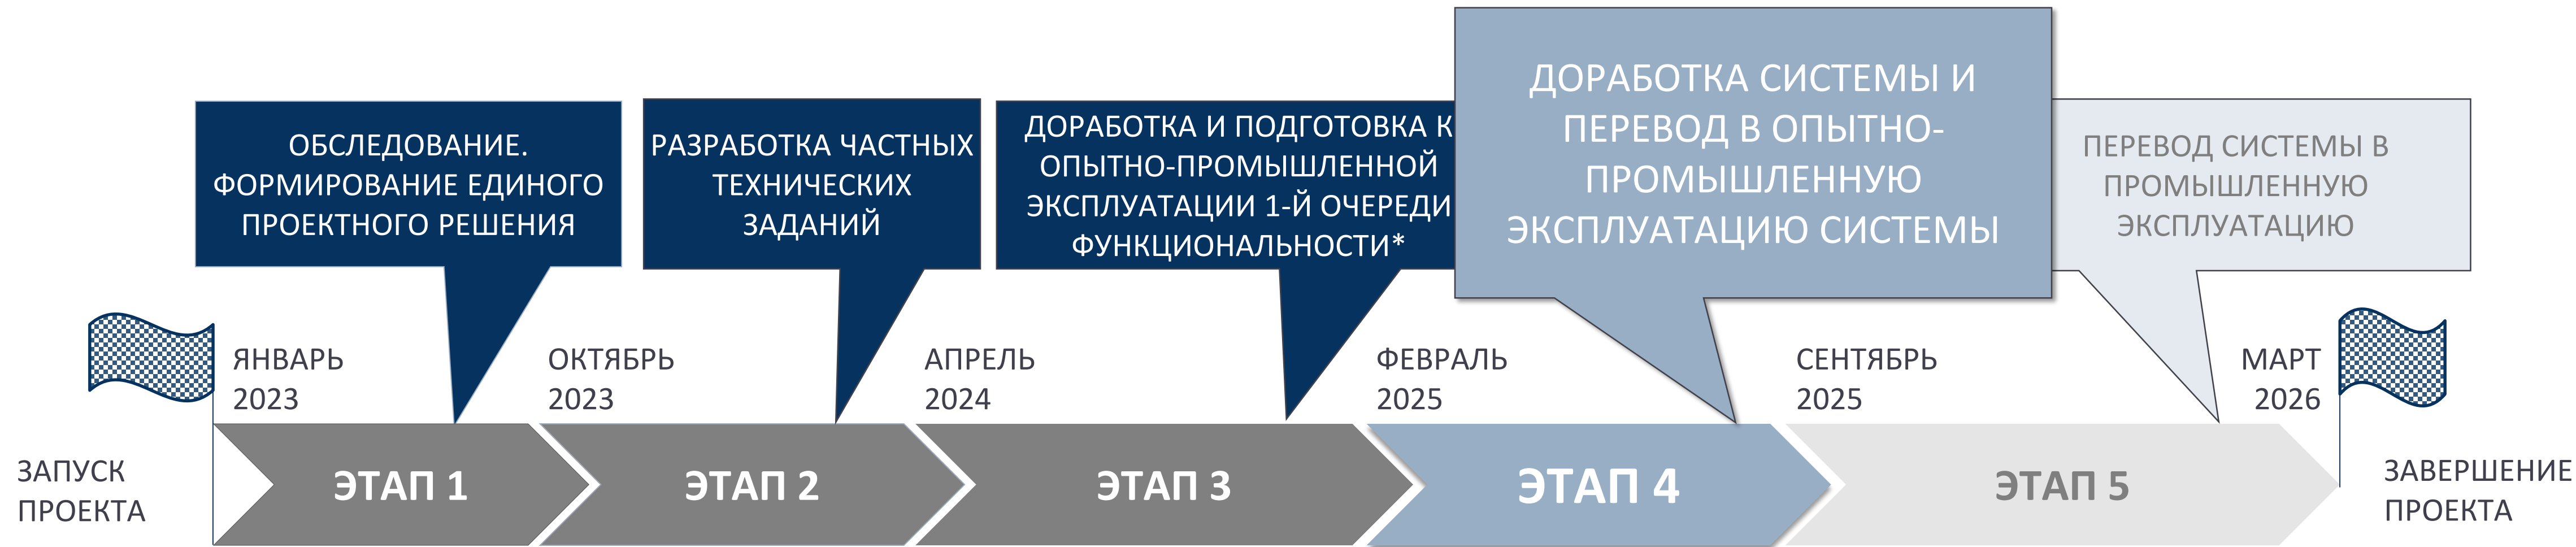 ОБСЛЕДОВАНИЕ.
ФОРМИРОВАНИЕ ЕДИНОГО
ПРОЕКТНОГО РЕШЕНИЯ
РАЗРАБОТКА ЧАСТНЫХ
ТЕХНИЧЕСКИХ
ЗАДАНИЙ
ДОРАБОТКА И ПОДГОТОВКА К
ОПЫТНО-ПРОМЫШЛЕННОЙ
ЭКСПЛУАТАЦИИ 1-Й ОЧЕРЕДИ
ФУНКЦИОНАЛЬНОСТИ*
ДОРАБОТКА СИСТЕМЫ И
ПЕРЕВОД В ОПЫТНО-
ПРОМЫШЛЕННУЮ
ЭКСПЛУАТАЦИЮ СИСТЕМЫ
ПЕРЕВОД СИСТЕМЫ В
ПРОМЫШЛЕННУЮ
ЭКСПЛУАТАЦИЮ
ЯНВАРЬ
2023
ОКТЯБРЬ
2023
АПРЕЛЬ
2024
ФЕВРАЛЬ
2025
СЕНТЯБРЬ
2025
МАРТ
2026
ЗАПУСК
ПРОЕКТА
ЭТАП 1
ЭТАП 2
ЭТАП 3
ЭТАП 4
ЭТАП 5
ЗАВЕРШЕНИЕ
ПРОЕКТА